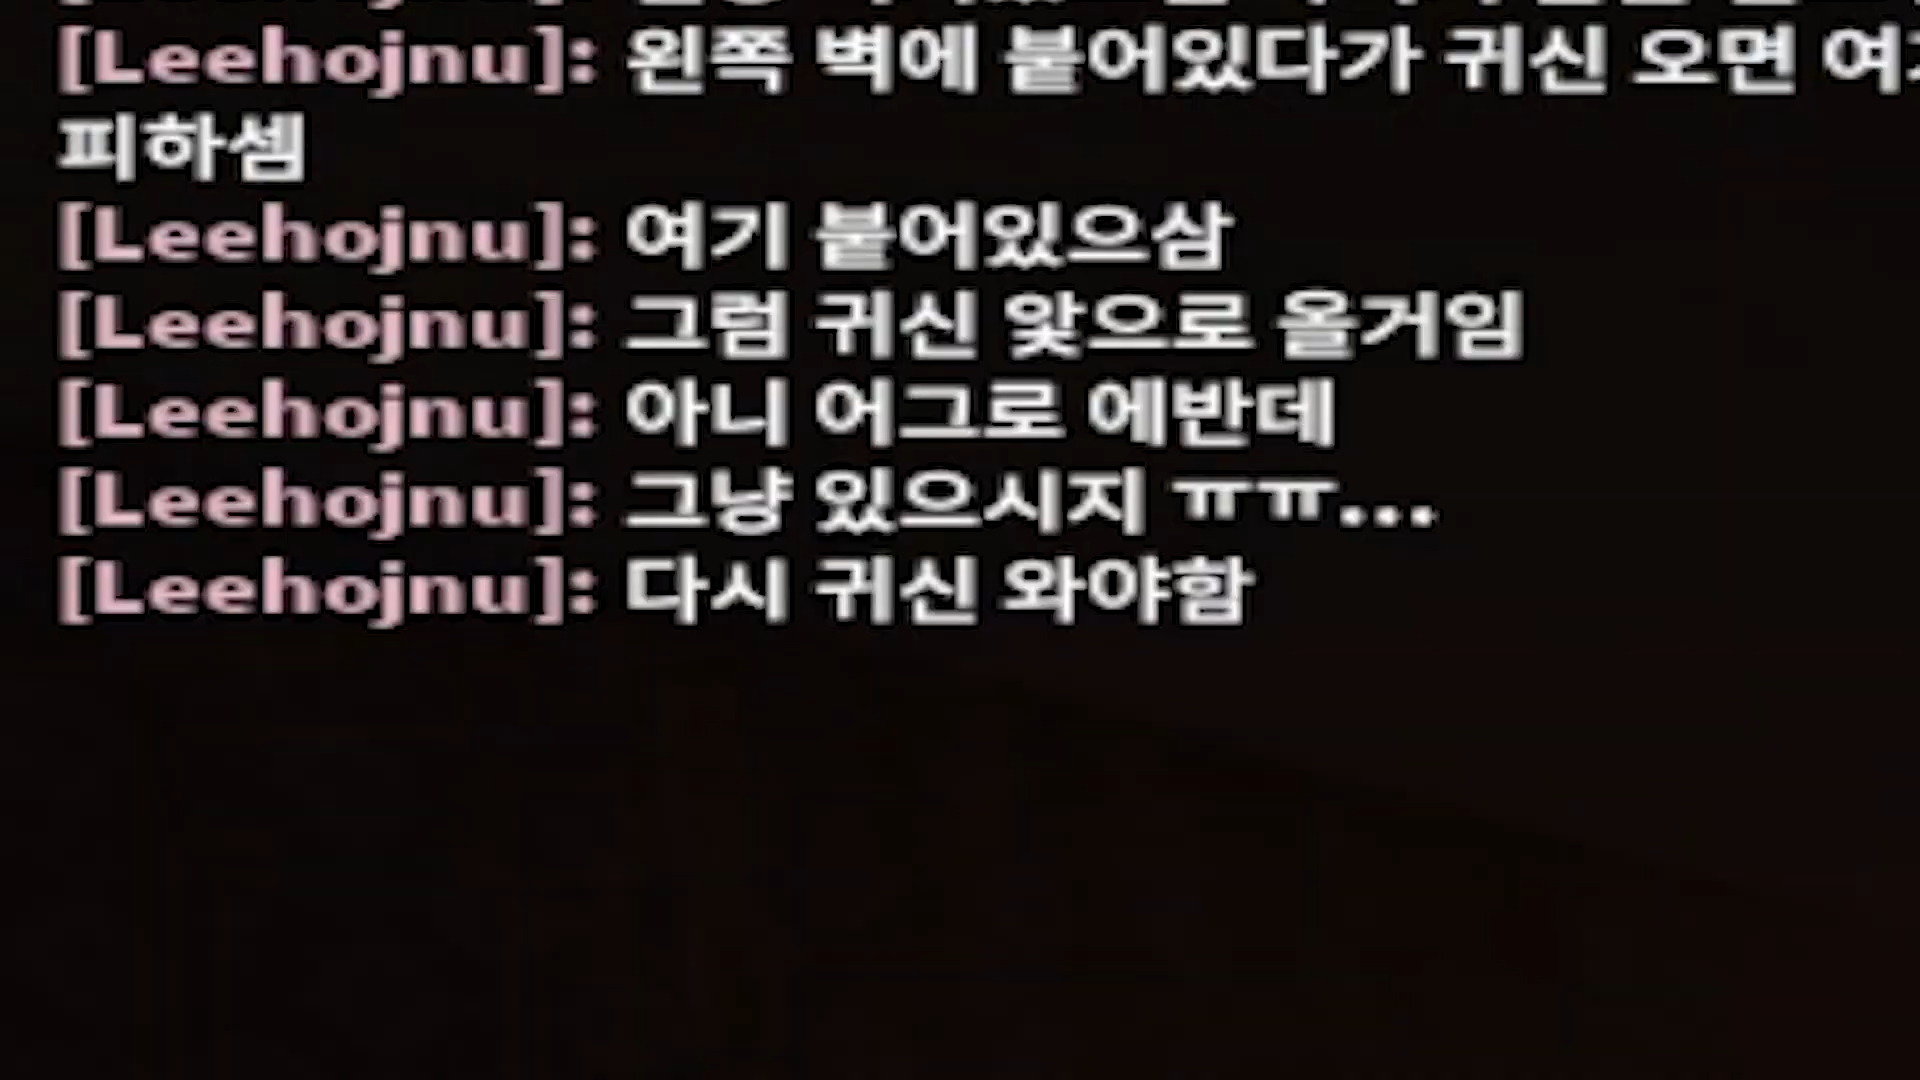 [Leehojnu]: 왼쪽 벽에 붙어있다가 귀신 오면
피하셈
[Leehojnu]: 여기 붙어있으삼
[Leehojnu]: 그럼 귀신 앞으로 올거임
[Leehojnu]: 아니 어그로 에반데
[Leehojnu]: 그냥 있으시지 ㅠㅠ...
[Leehojnu]: 다시 귀신 와야함